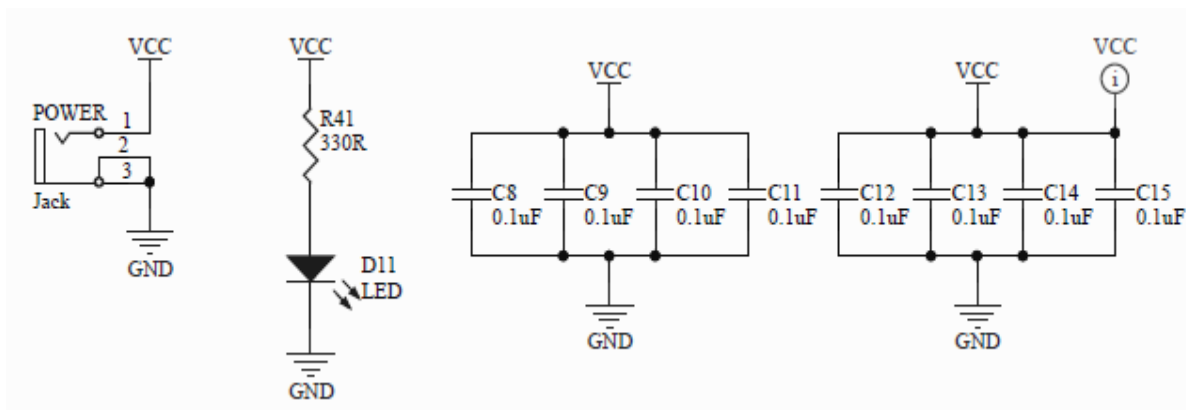 VCC
POWER
1
2
3
Jack
GND
VCC
R41
330R
D11
LED
GND
VCC
C8
0.1uF
C9
0.1uF
C10
0.1uF
C11
0.1uF
GND
VCC
VCC
i
C12
0.1uF
C13
0.1uF
C14
0.1uF
C15
0.1uF
GND